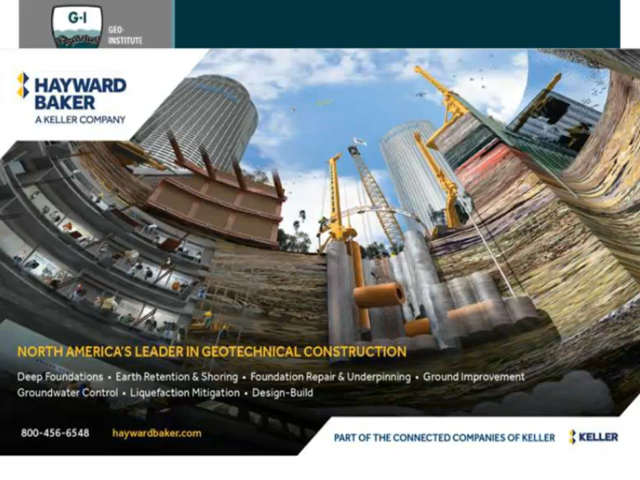 G-I
GEO-
INSTITUTE
HAYWARD
BAKER
A KELLER COMPANY
NORTH AMERICA'S LEADER IN GEOTECHNICAL CONSTRUCTION
Deep Foundations • Earth Retention & Shoring • Foundation Repair & Underpinning • Ground Improvement
Groundwater Control • Liquefaction Mitigation • Design-Build
800-456-6548 haywardbaker.com
PART OF THE CONNECTED COMPANIES OF KELLER KELLER